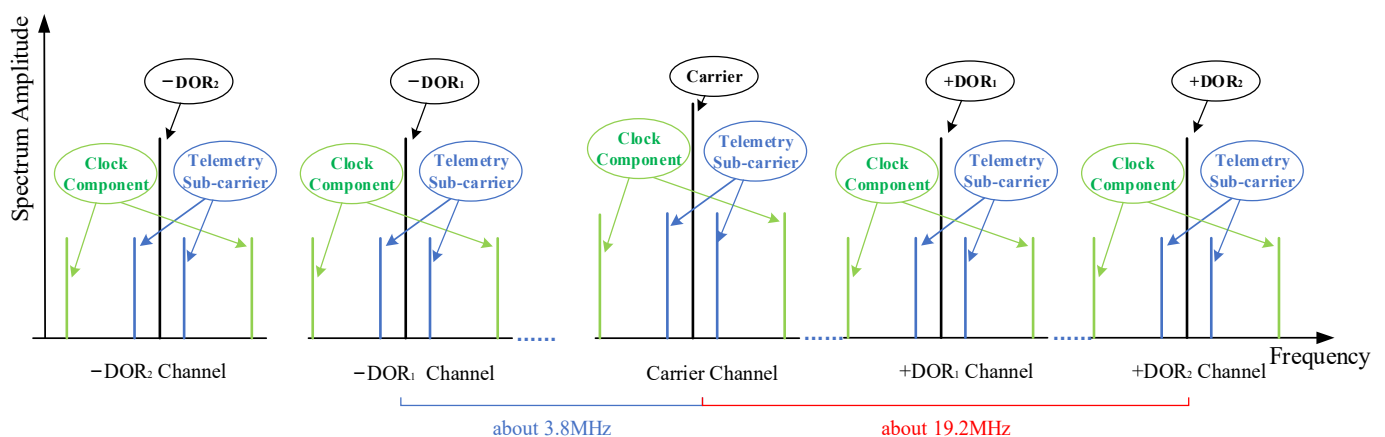 Spectrum Amplitude
−DOR₂
−DOR₁
Carrier
+DOR₁
+DOR₂
Clock
Component
Telemetry
Sub-carrier
Clock
Component
Telemetry
Sub-carrier
Clock
Component
Telemetry
Sub-carrier
Clock
Component
Telemetry
Sub-carrier
Clock
Component
Telemetry
Sub-carrier
Frequency
−DOR₂ Channel
−DOR₁ Channel
Carrier Channel
+DOR₁ Channel
+DOR₂ Channel
about 3.8MHz
about 19.2MHz